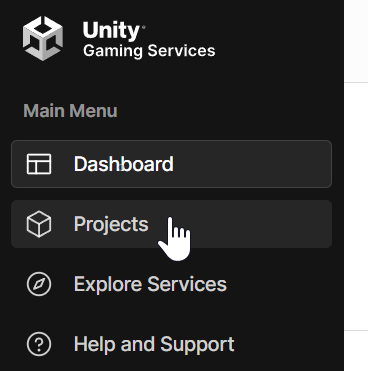 Unity
Gaming Services
Main Menu
Dashboard
Projects
Explore Services
Help and Support